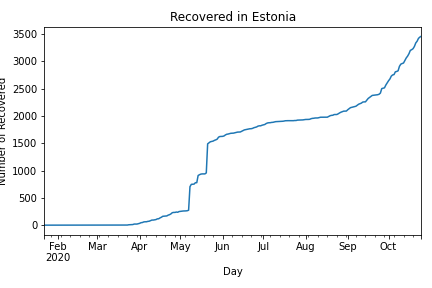 Recovered in Estonia
Number of Recovered
3500
3000
2500
2000
1500
1000
500
0
Feb Mar Apr May Jun Jul Aug Sep Oct
2020
Day